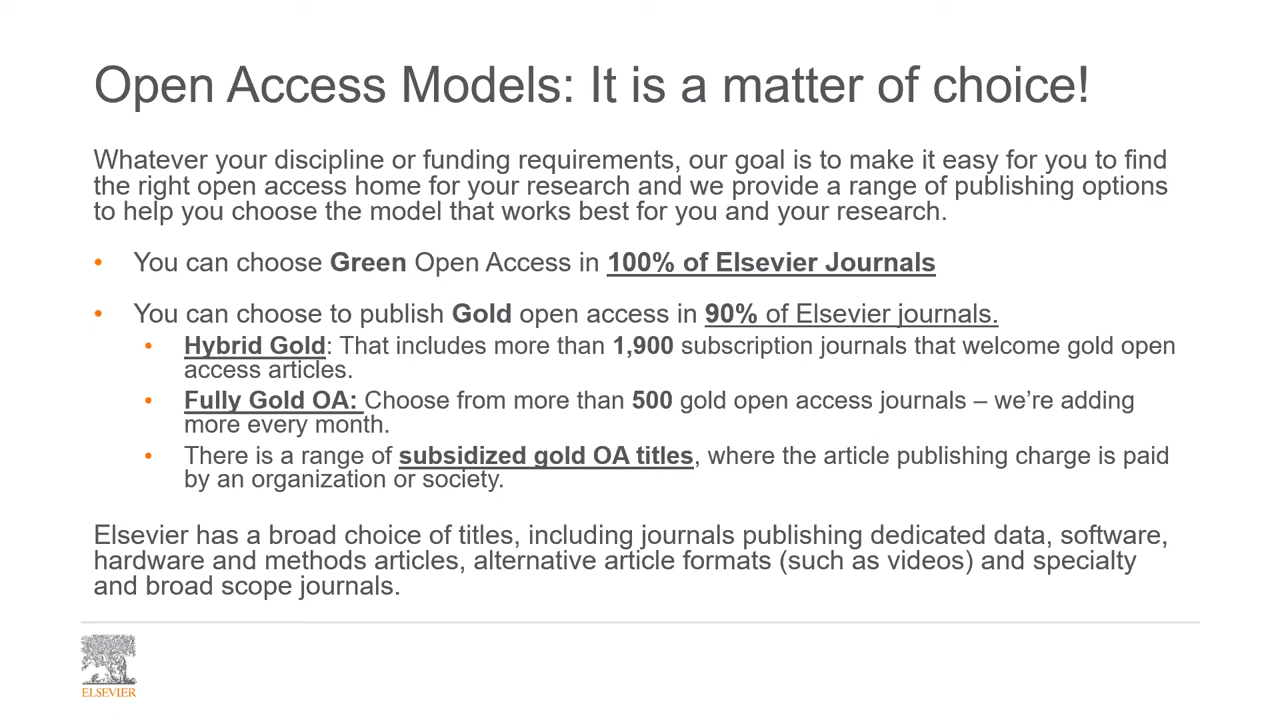 Open Access Models: It is a matter of choice!
Whatever your discipline or funding requirements, our goal is to make it easy for you to find
the right open access home for your research and we provide a range of publishing options
to help you choose the model that works best for you and your research.
• You can choose Green Open Access in 100% of Elsevier Journals
• You can choose to publish Gold open access in 90% of Elsevier journals.
• Hybrid Gold: That includes more than 1,900 subscription journals that welcome gold open
access articles.
• Fully Gold OA: Choose from more than 500 gold open access journals – we’re adding
more every month.
• There is a range of subsidized gold OA titles, where the article publishing charge is paid
by an organization or society.
Elsevier has a broad choice of titles, including journals publishing dedicated data, software,
hardware and methods articles, alternative article formats (such as videos) and specialty
and broad scope journals.
ELSEVIER